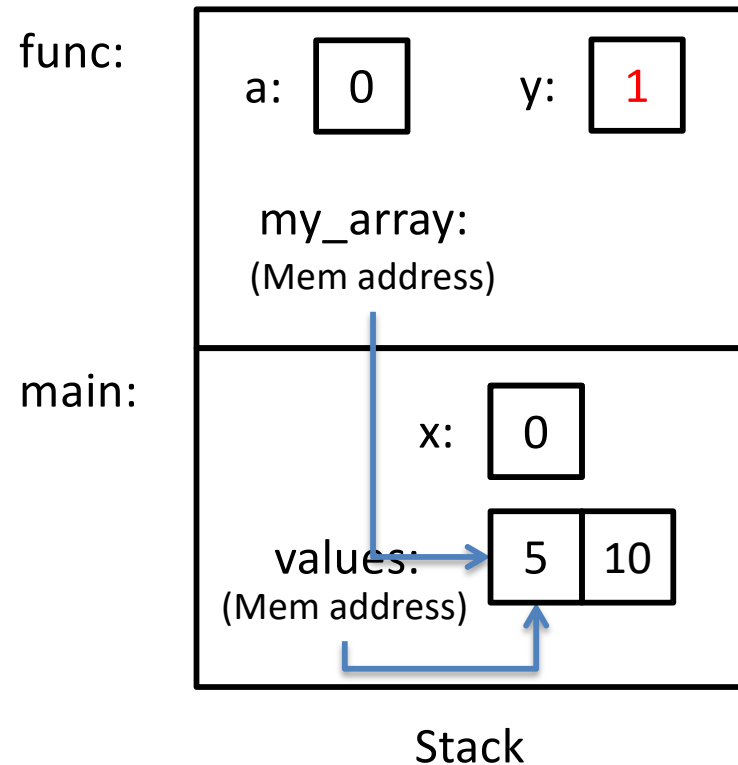 func:
a: 0 y: 1
my_array:
(Mem address)
main:
x: 0
values: 5 10
(Mem address)
Stack